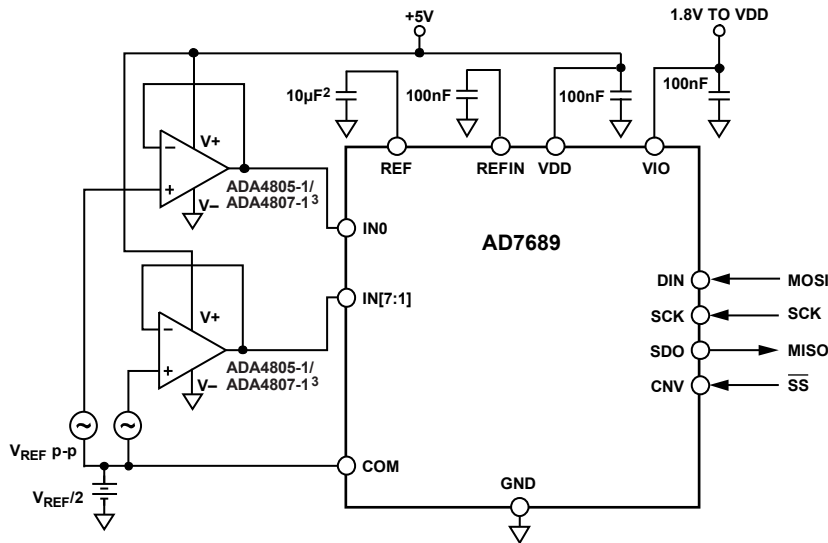 +5V
1.8V TO VDD
10µF²
100nF
100nF
100nF
V+
−
+
ADA4805-1/
ADA4807-1³
V−
REF
REFIN
VDD
VIO
IN0
AD7689
IN[7:1]
DIN
MOSI
V+
−
+
SCK
SCK
SDO
MISO
ADA4805-1/
ADA4807-1³
V−
CNV
S̅S̅
~
~
V_REF p-p
COM
GND
V_REF/2